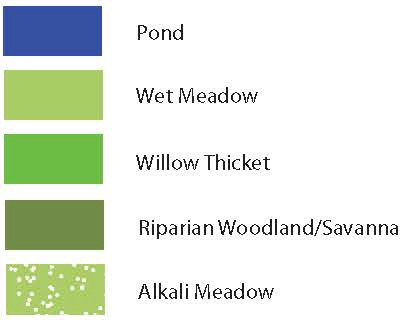 Pond
Wet Meadow
Willow Thicket
Riparian Woodland/Savanna
Alkali Meadow